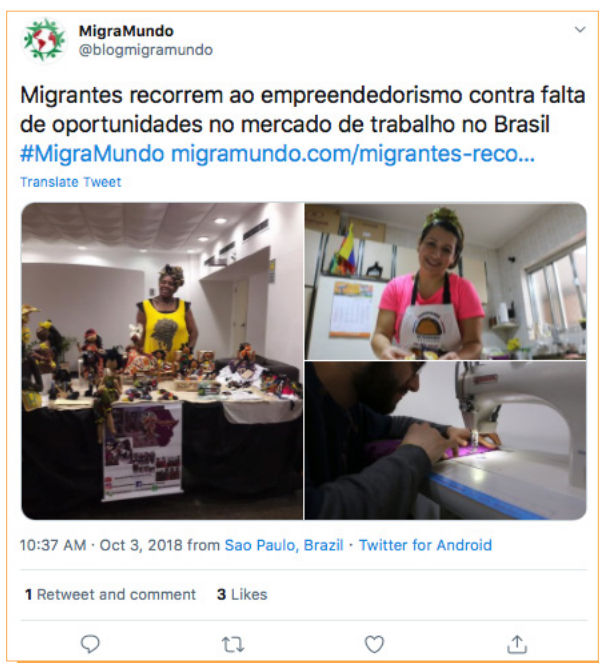 MigraMundo
@blogmigramundo
Migrantes recorrem ao empreendedorismo contra falta
de oportunidades no mercado de trabalho no Brasil
#MigraMundo migramundo.com/migrantes-reco...
Translate Tweet
10:37 AM · Oct 3, 2018 from Sao Paulo, Brazil · Twitter for Android
1 Retweet and comment 3 Likes